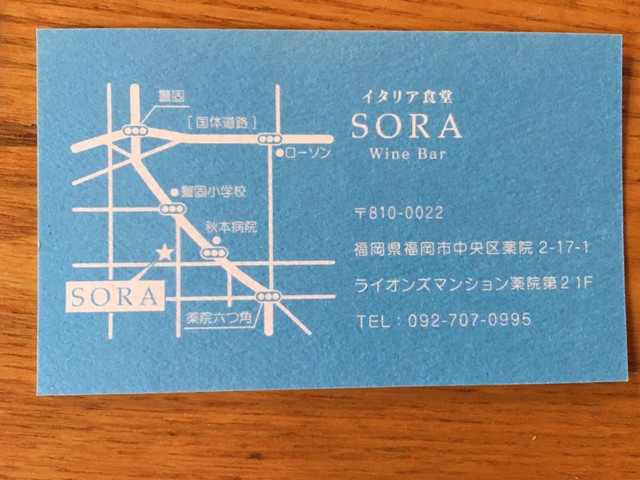 警固
[国体道路]
ローソン
警固小学校
秋本病院
SORA
薬院六つ角
イタリア食堂
SORA
Wine Bar
〒810-0022
福岡県福岡市中央区薬院2-17-1
ライオンズマンション薬院第21F
TEL：092-707-0995